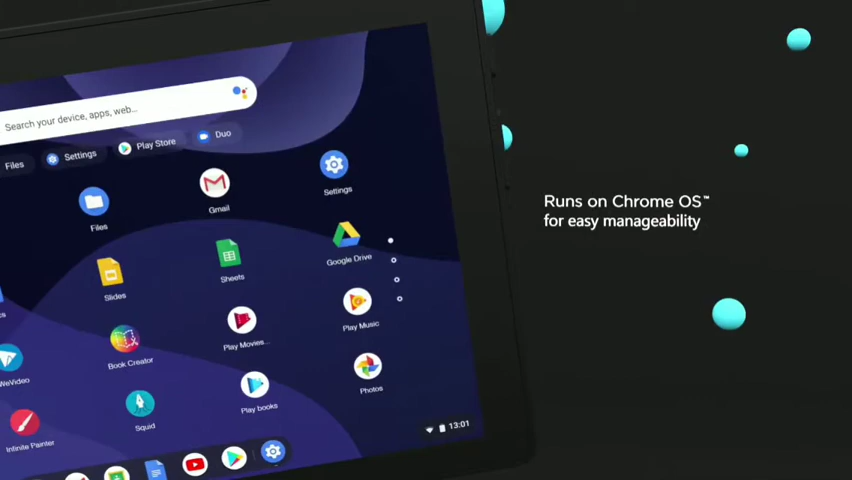 Search your device, apps, web...
Files
Settings
Play Store
Duo
Files
Gmail
Settings
Slides
Sheets
Google Drive
WeVideo
Book Creator
Play Movies...
Play Music
Infinite Painter
Squid
Play books
Photos
13:01
Runs on Chrome OS™
for easy manageability